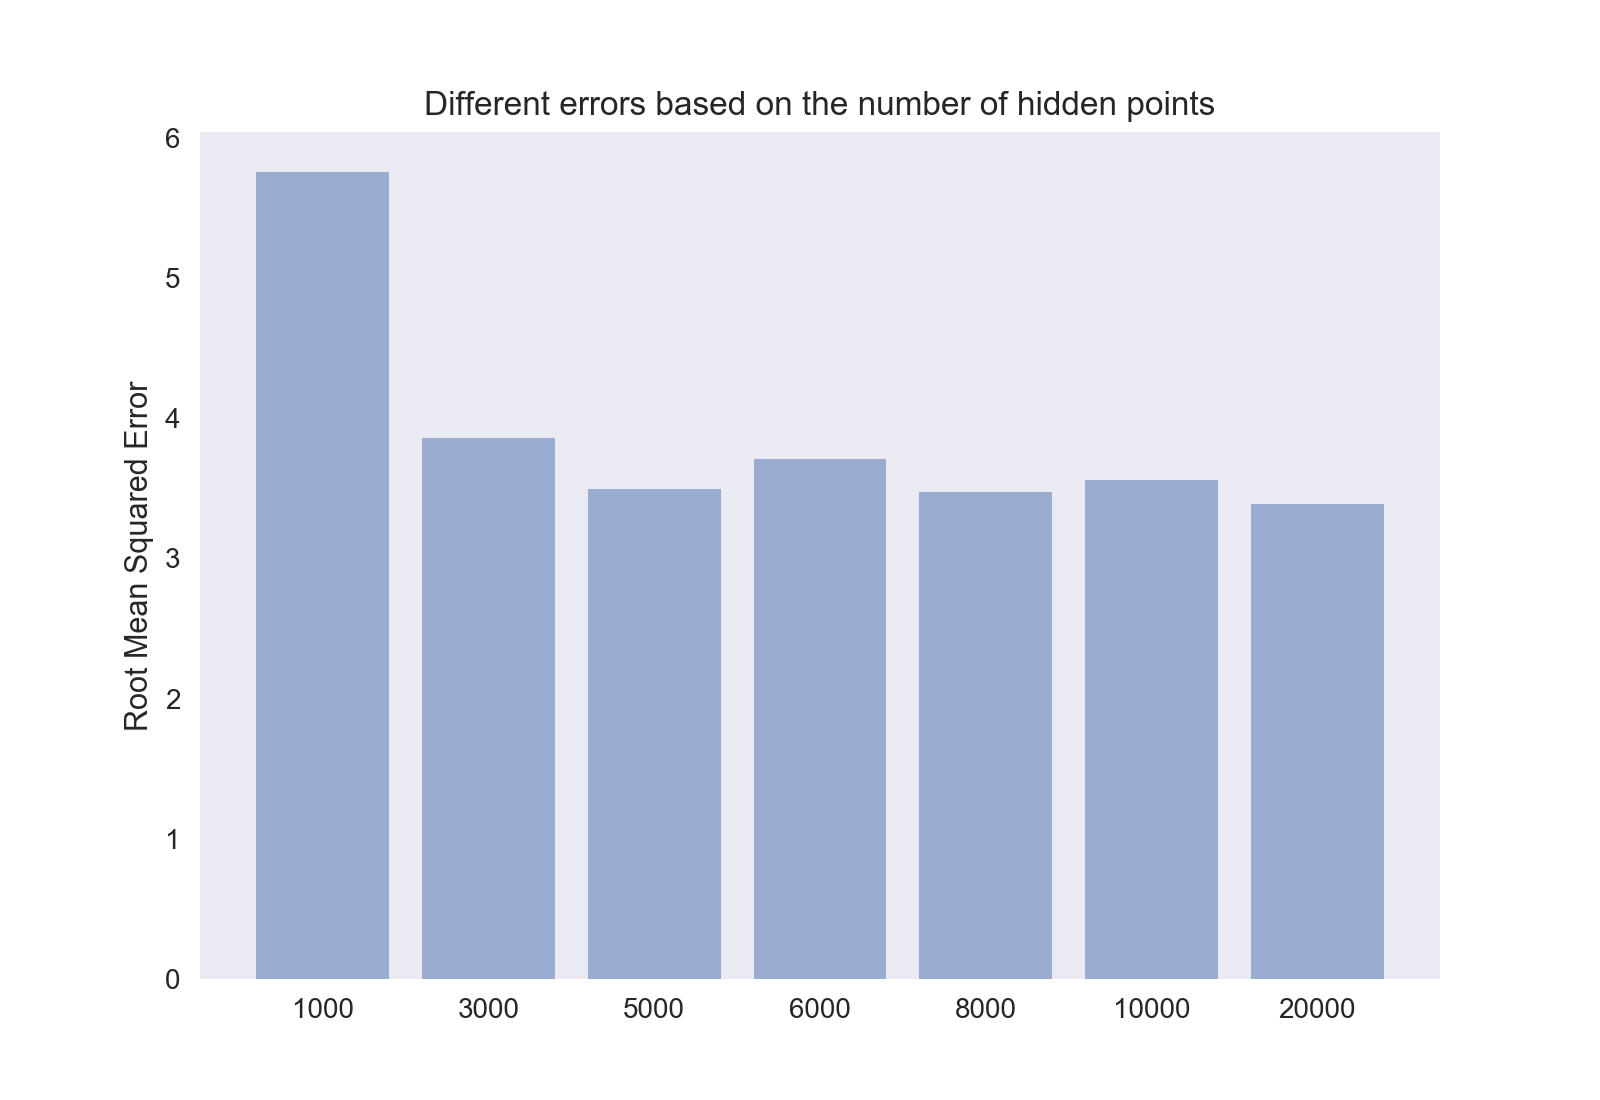 Different errors based on the number of hidden points
6
5
4
3
2
1
0
Root Mean Squared Error
1000 3000 5000 6000 8000 10000 20000